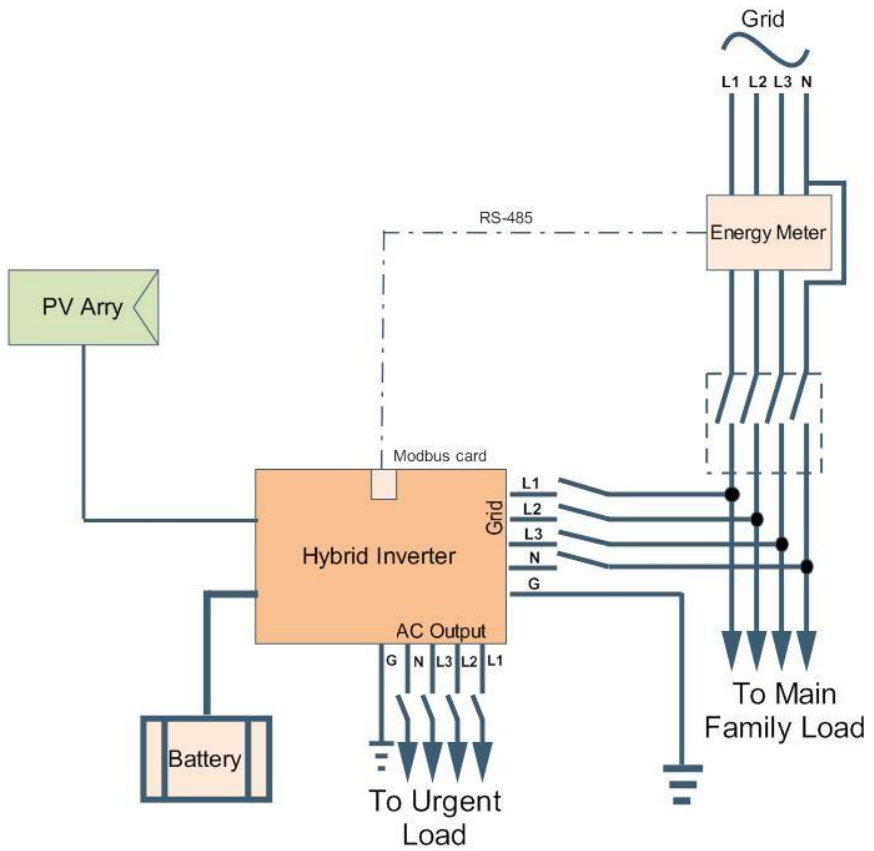 Grid
L1 L2 L3 N
RS-485
Energy Meter
PV Arry
Modbus card
L1
L2
L3
N
G
Grid
Hybrid Inverter
AC Output
G N L3 L2 L1
Battery
To Main
Family Load
To Urgent
Load